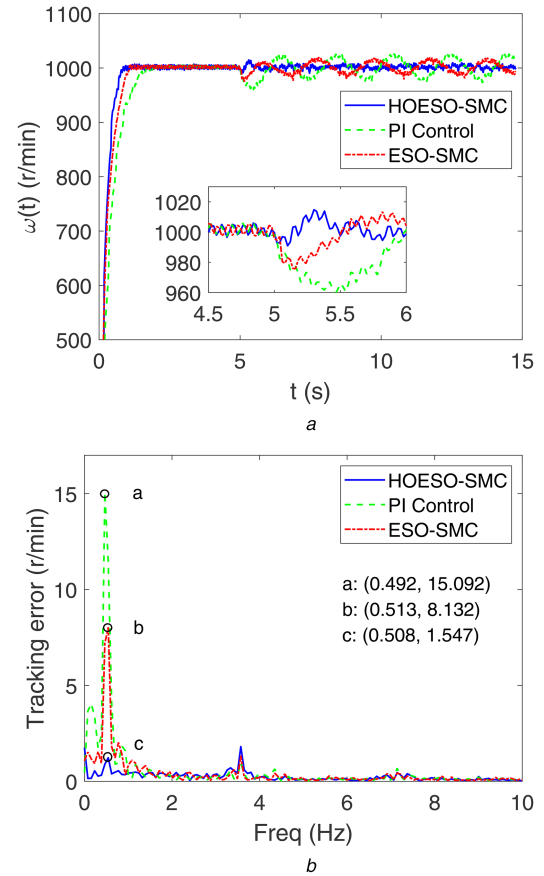 1100
1000
900
800
700
600
500
ω(t) (r/min)
HOESO-SMC
PI Control
ESO-SMC
1020
1000
980
960
4.5 5 5.5 6
0 5 10 15
t (s)
a
15
10
5
0
Tracking error (r/min)
a
b
c
HOESO-SMC
PI Control
ESO-SMC
a: (0.492, 15.092)
b: (0.513, 8.132)
c: (0.508, 1.547)
0 2 4 6 8 10
Freq (Hz)
b